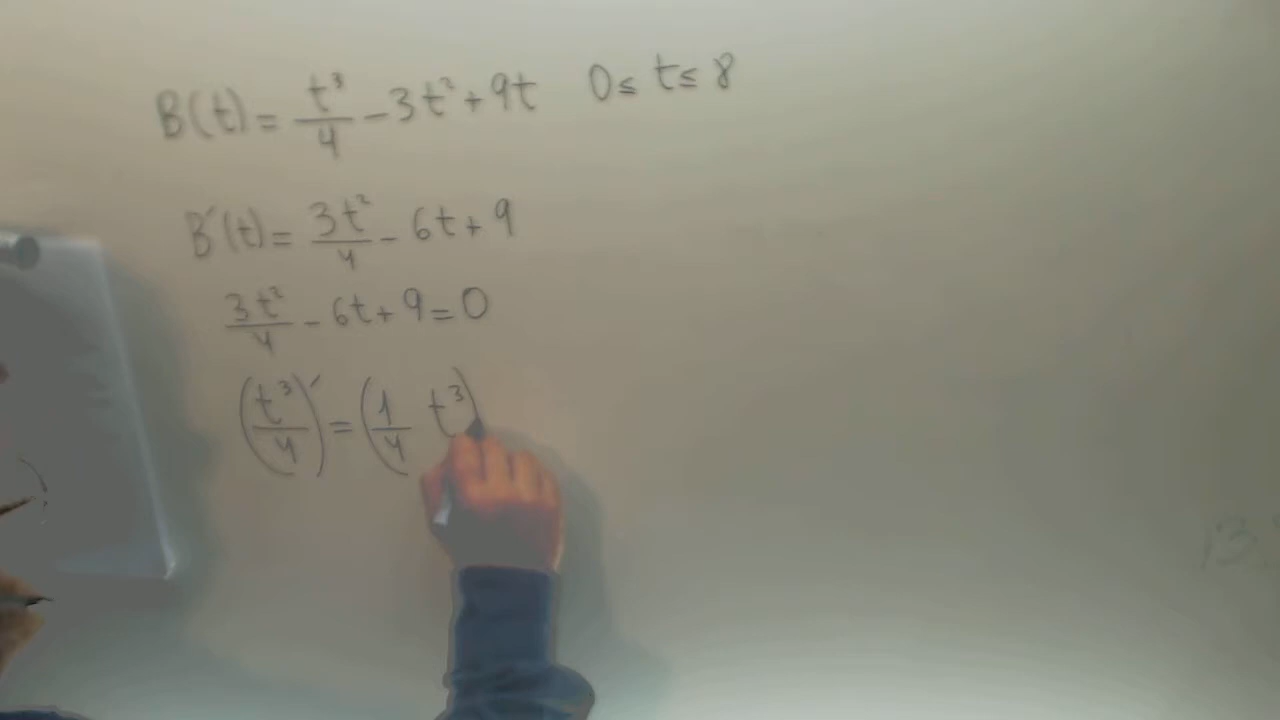 B(t) = t³/4 - 3t² + 9t   0 ≤ t ≤ 8
B´(t) = 3t²/4 - 6t + 9
3t²/4 - 6t + 9 = 0
(t³/4)´ = (1/4 t³)